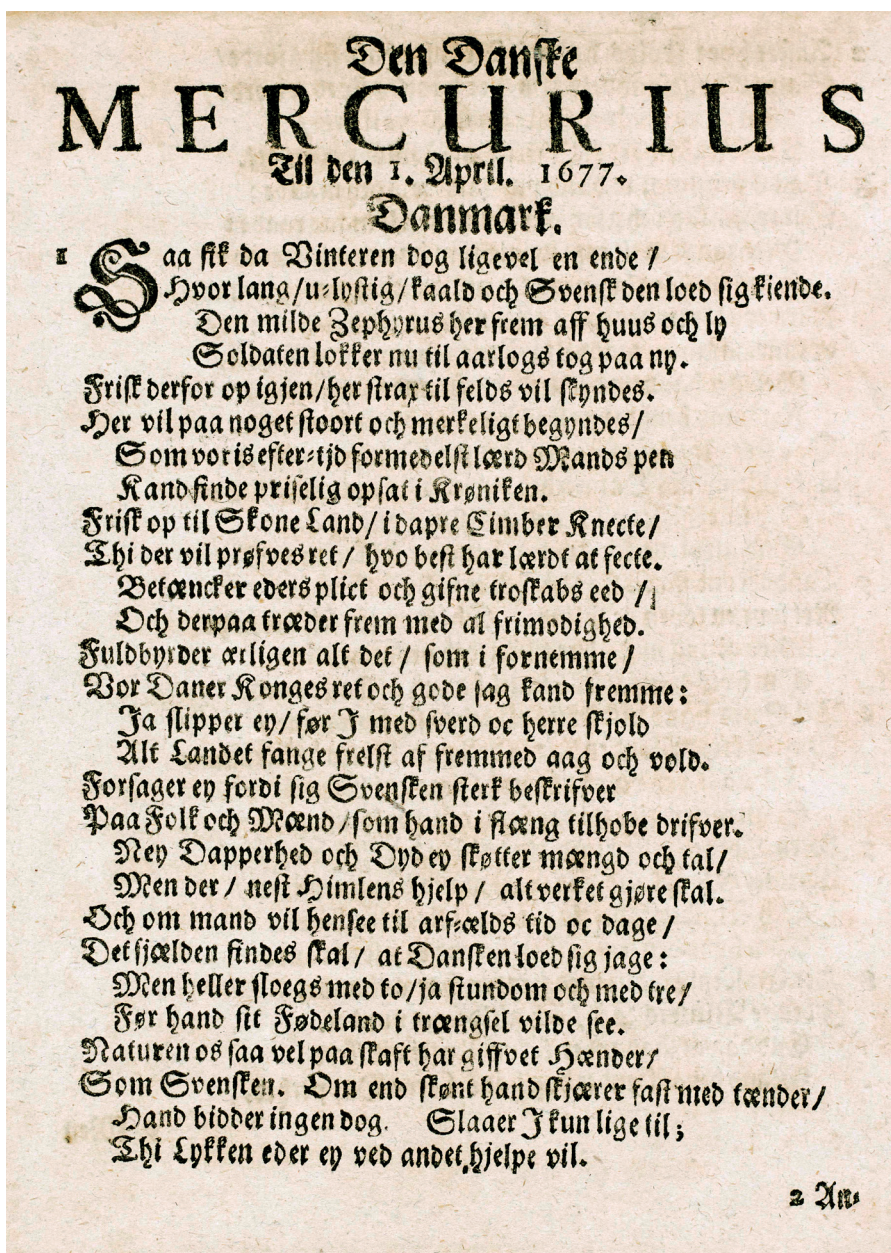 Den Danske
MERCURIUS
Til den 1. April. 1677.
Danmark.
1 Saa fik da Vinteren dog ligevel en ende /
Hvor lang/u-lystig/kaald och Svensk den loed sig kiende.
Den milde Zephyrus her frem aff huus och ly
Soldaten lokker nu til aarlogs tog paa ny.
Frisk derfor op igjen/her strax til felds vil skyndes.
Her vil paa noget stoort och merkeligt begyndes/
Som voris efter-tjd formedelst lærd Mands pen
Kand finde priselig opsat i Krøniken.
Frisk op til Skone Land/ i dapre Cimber Knecte/
Thi der vil prøfves ret/ hvo best har lærdt at fecte.
Betæncker eders plict och gifne troskabs eed /
Och derpaa træder frem med al frimodighed.
Fuldbyrder ærligen alt det / som i fornemme /
Vor Daner Konges ret och gode sag kand fremme:
Ja slipper ey/ før J med sverd oc herre skjold
Alt Landet fange frelst af fremmed aag och vold.
Forsager ey fordi sig Svensken sterk beskrifver
Paa Folk och Mænd/som hand i flæng tilhobe drifver.
Ney Dapperhed och Dyd ey skøtter mængd och tal/
Men der / nest Himlens hjelp / alt verket gjøre skal.
Och om mand vil hensee til arf-ælds tid oc dage /
Det sjælden findes skal/ at Dansken loed sig jage:
Men heller sloegs med to/ja stundom och med tre/
Før hand sit Fødeland i trængsel vilde see.
Naturen os saa vel paa skaft har giffvet Hænder/
Som Svensken. Om end skønt hand skjærer fast med tænder/
Hand bidder ingen dog. Slaaer J kun lige til;
Thi Lykken eder ey ved andet hjelpe vil.
2 An-